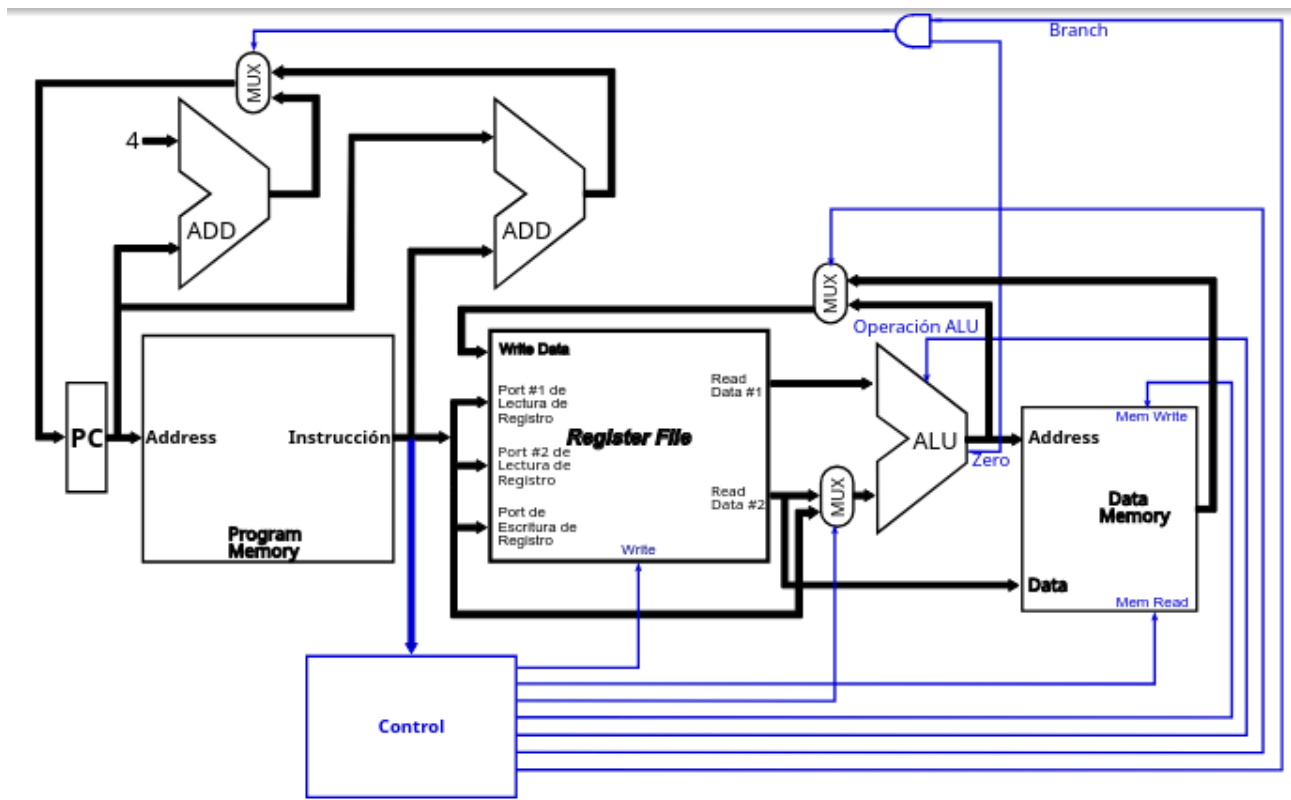 Branch
MUX
4
ADD
ADD
MUX
Operación ALU
Write Data
Port #1 de
Lectura de
Registro
Read
Data #1
Mem Write
PC
Address
Instrucción
Register File
ALU
Address
Zero
Port #2 de
Lectura de
Registro
Read
Data #2
MUX
Data
Memory
Port de
Escritura de
Registro
Program
Memory
Write
Data
Mem Read
Control